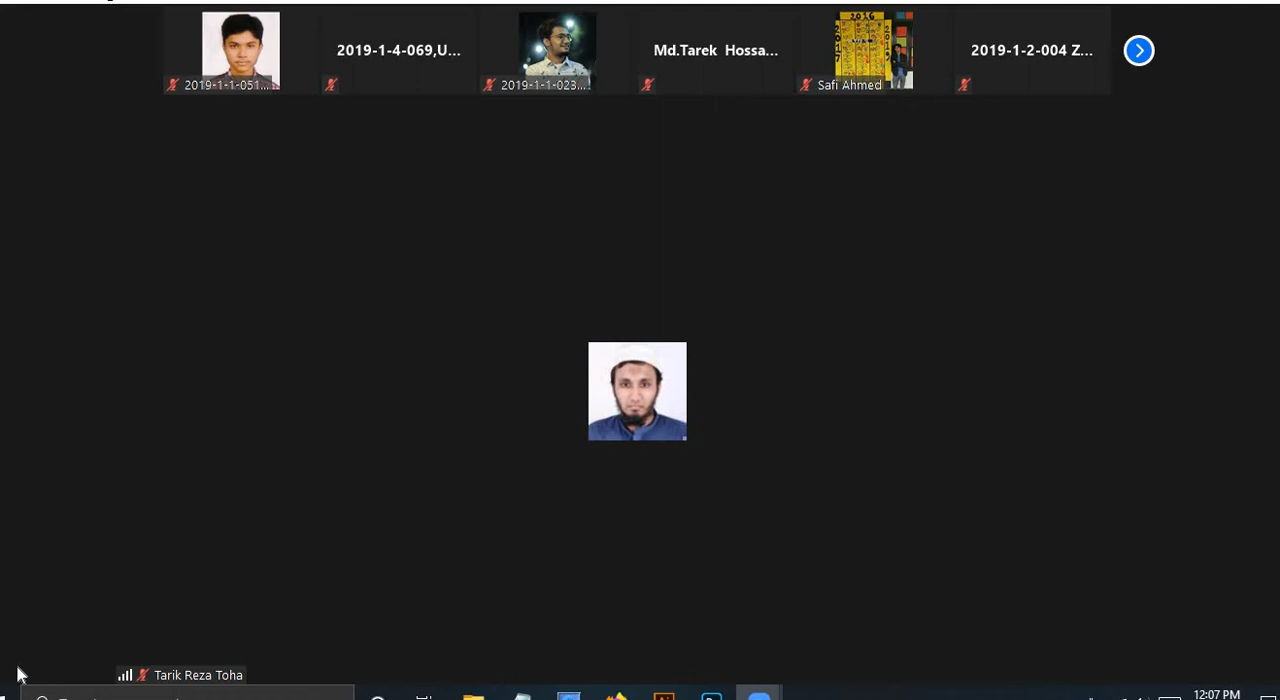 2019-1-4-069,U...
Md.Tarek Hossa...
2016
2019-1-2-004 Z...
2019-1-1-051...
2019-1-1-023...
Safi Ahmed
Tarik Reza Toha
12:07 PM